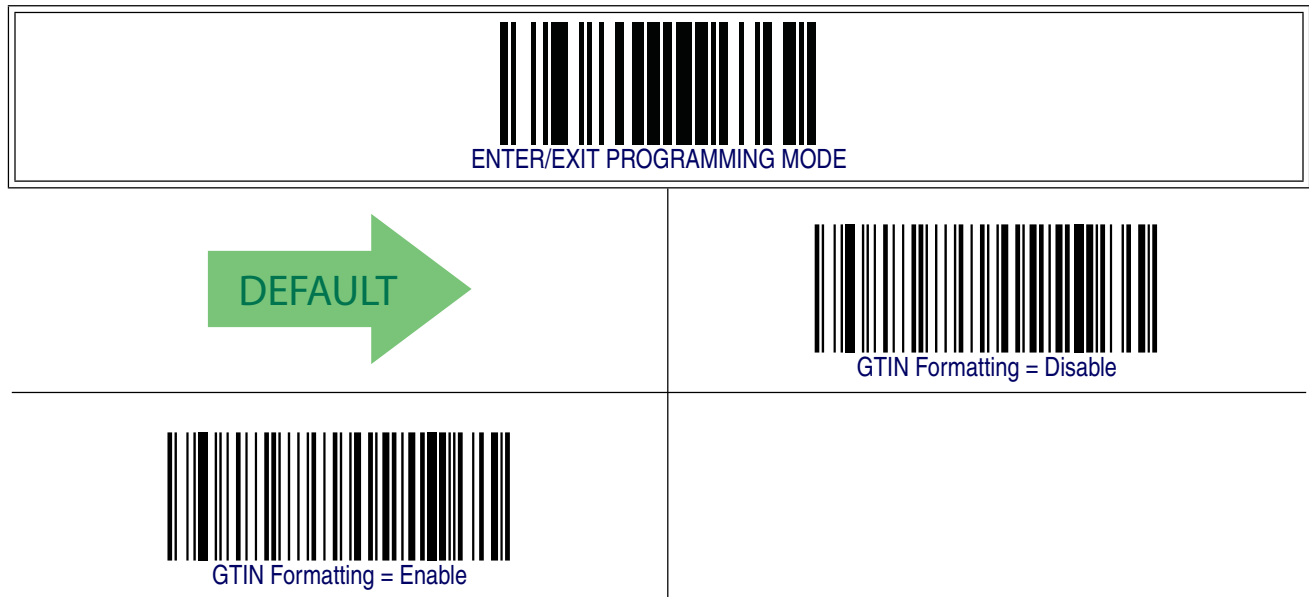 ENTER/EXIT PROGRAMMING MODE
DEFAULT
GTIN Formatting = Disable
GTIN Formatting = Enable